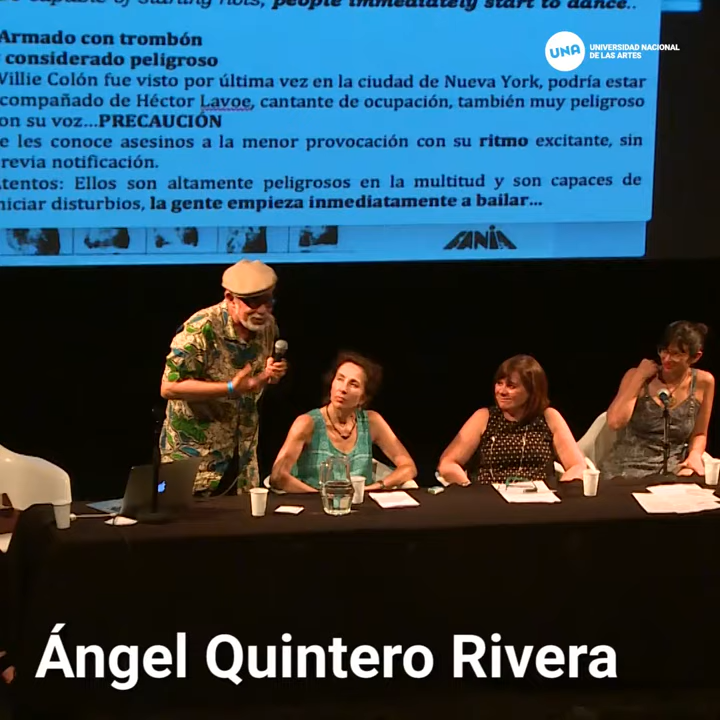 people immediately start to dance..
Armado con trombón
considerado peligroso
Willie Colón fue visto por última vez en la ciudad de Nueva York, podría estar
compañado de Héctor Lavoe, cantante de ocupación, también muy peligroso
on su voz...PRECAUCIÓN
e les conoce asesinos a la menor provocación con su ritmo excitante, sin
revia notificación.
tentos: Ellos son altamente peligrosos en la multitud y son capaces de
niciar disturbios, la gente empieza inmediatamente a bailar...
FANIA
UNA
UNIVERSIDAD NACIONAL
DE LAS ARTES
Ángel Quintero Rivera